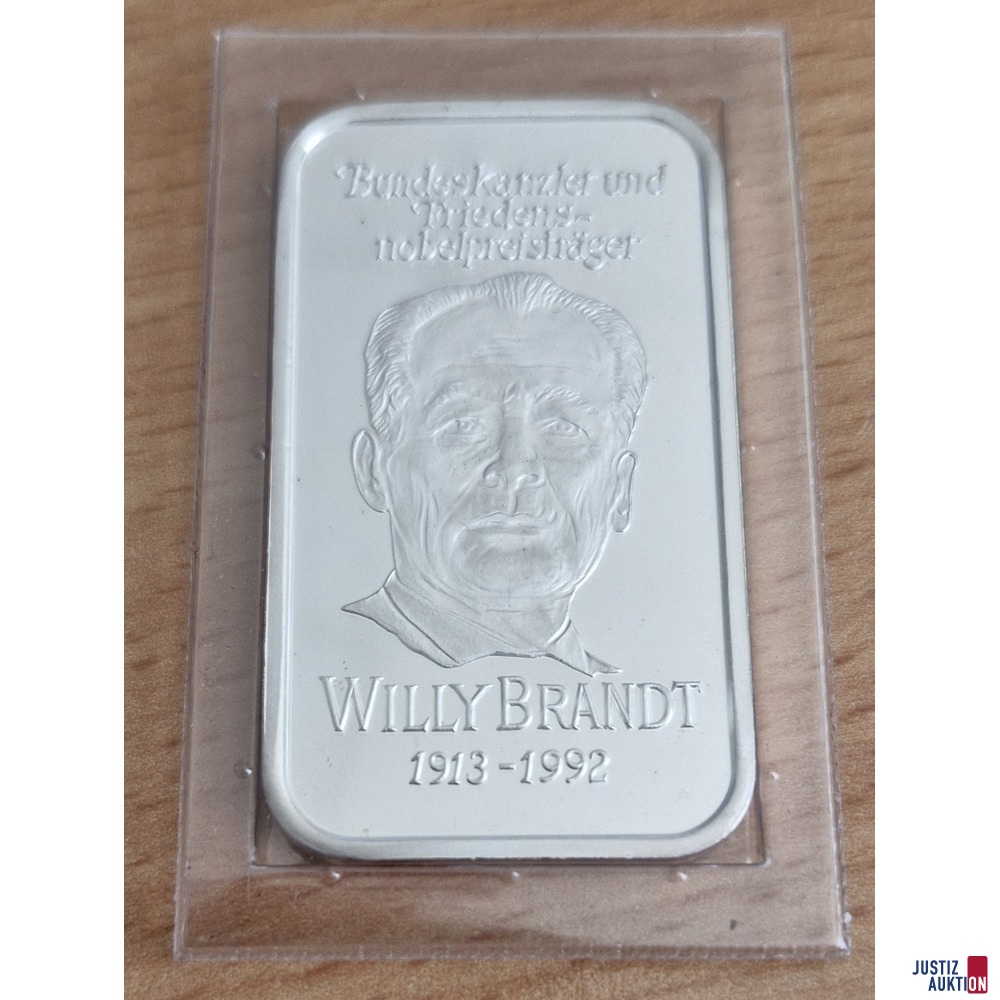 Bundeskanzler und
Friedens-
nobelpreisträger
WILLY BRANDT
1913-1992
JUSTIZ
AUKTION